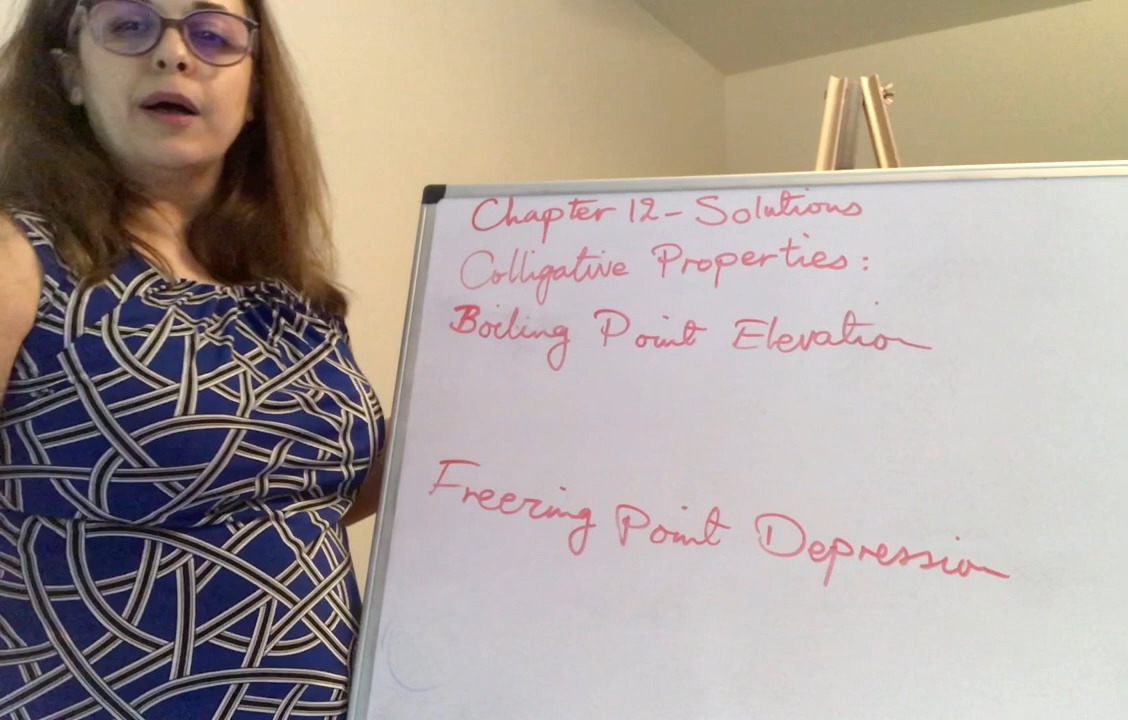 Chapter 12 - Solutions
Colligative Properties:
Boiling Point Elevation
Freezing Point Depression